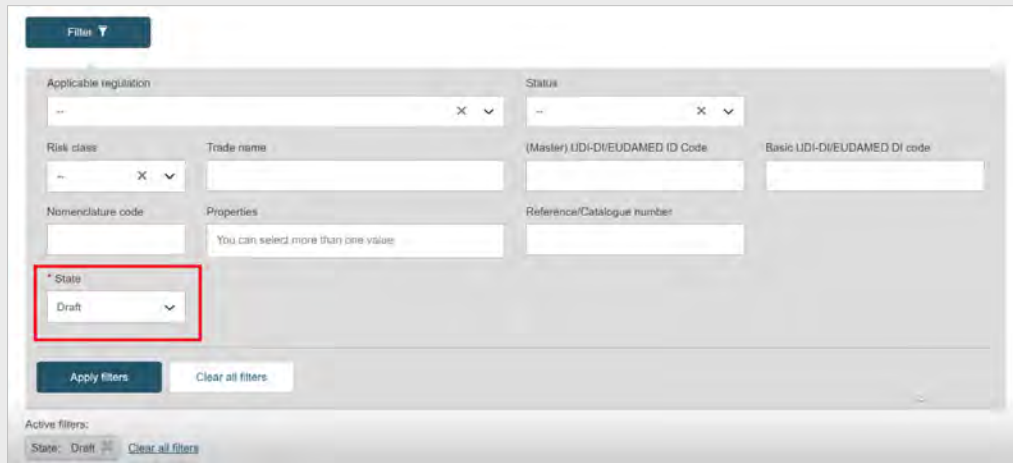 Filter
Applicable regulation Status
-- --
Risk class Trade name (Master) UDI-DI/EUDAMED ID Code Basic UDI-DI/EUDAMED DI code
--
Nomenclature code Properties Reference/Catalogue number
You can select more than one value
* State
Draft
Apply filters Clear all filters
Active filters:
State: Draft Clear all filters